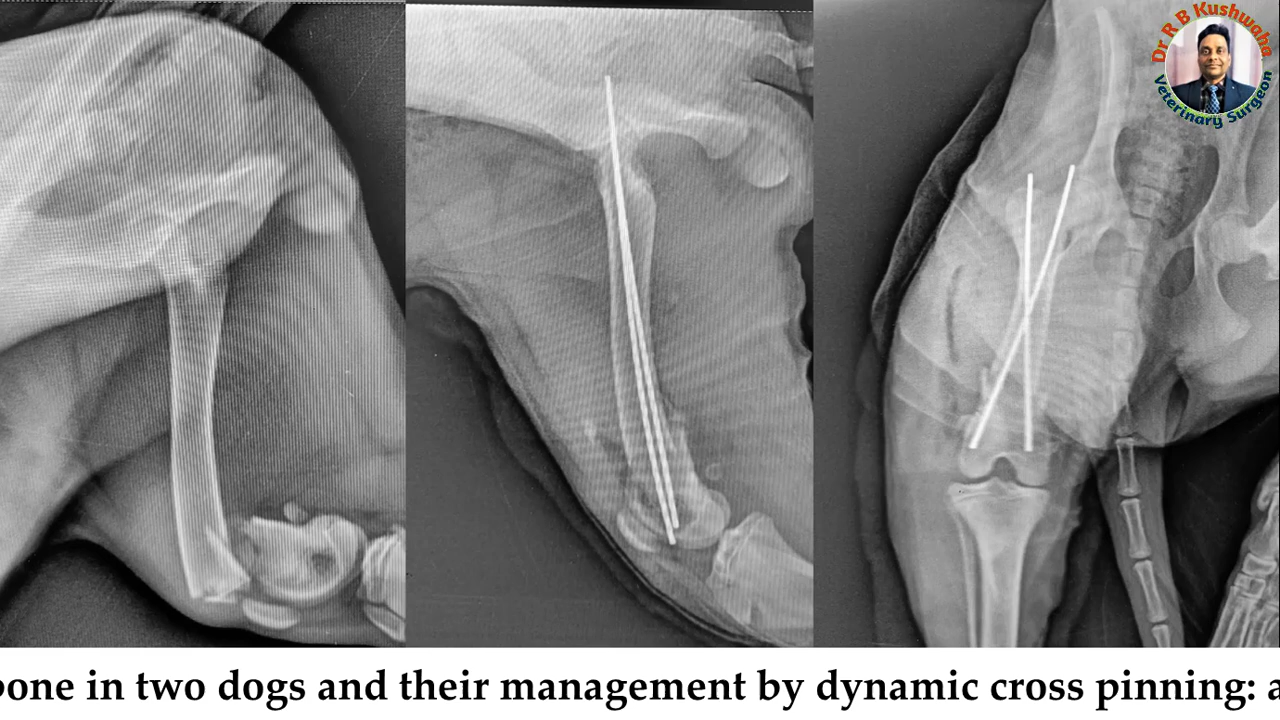 Dr R B Kushwaha
Veterinary Surgeon
bone in two dogs and their management by dynamic cross pinning: a